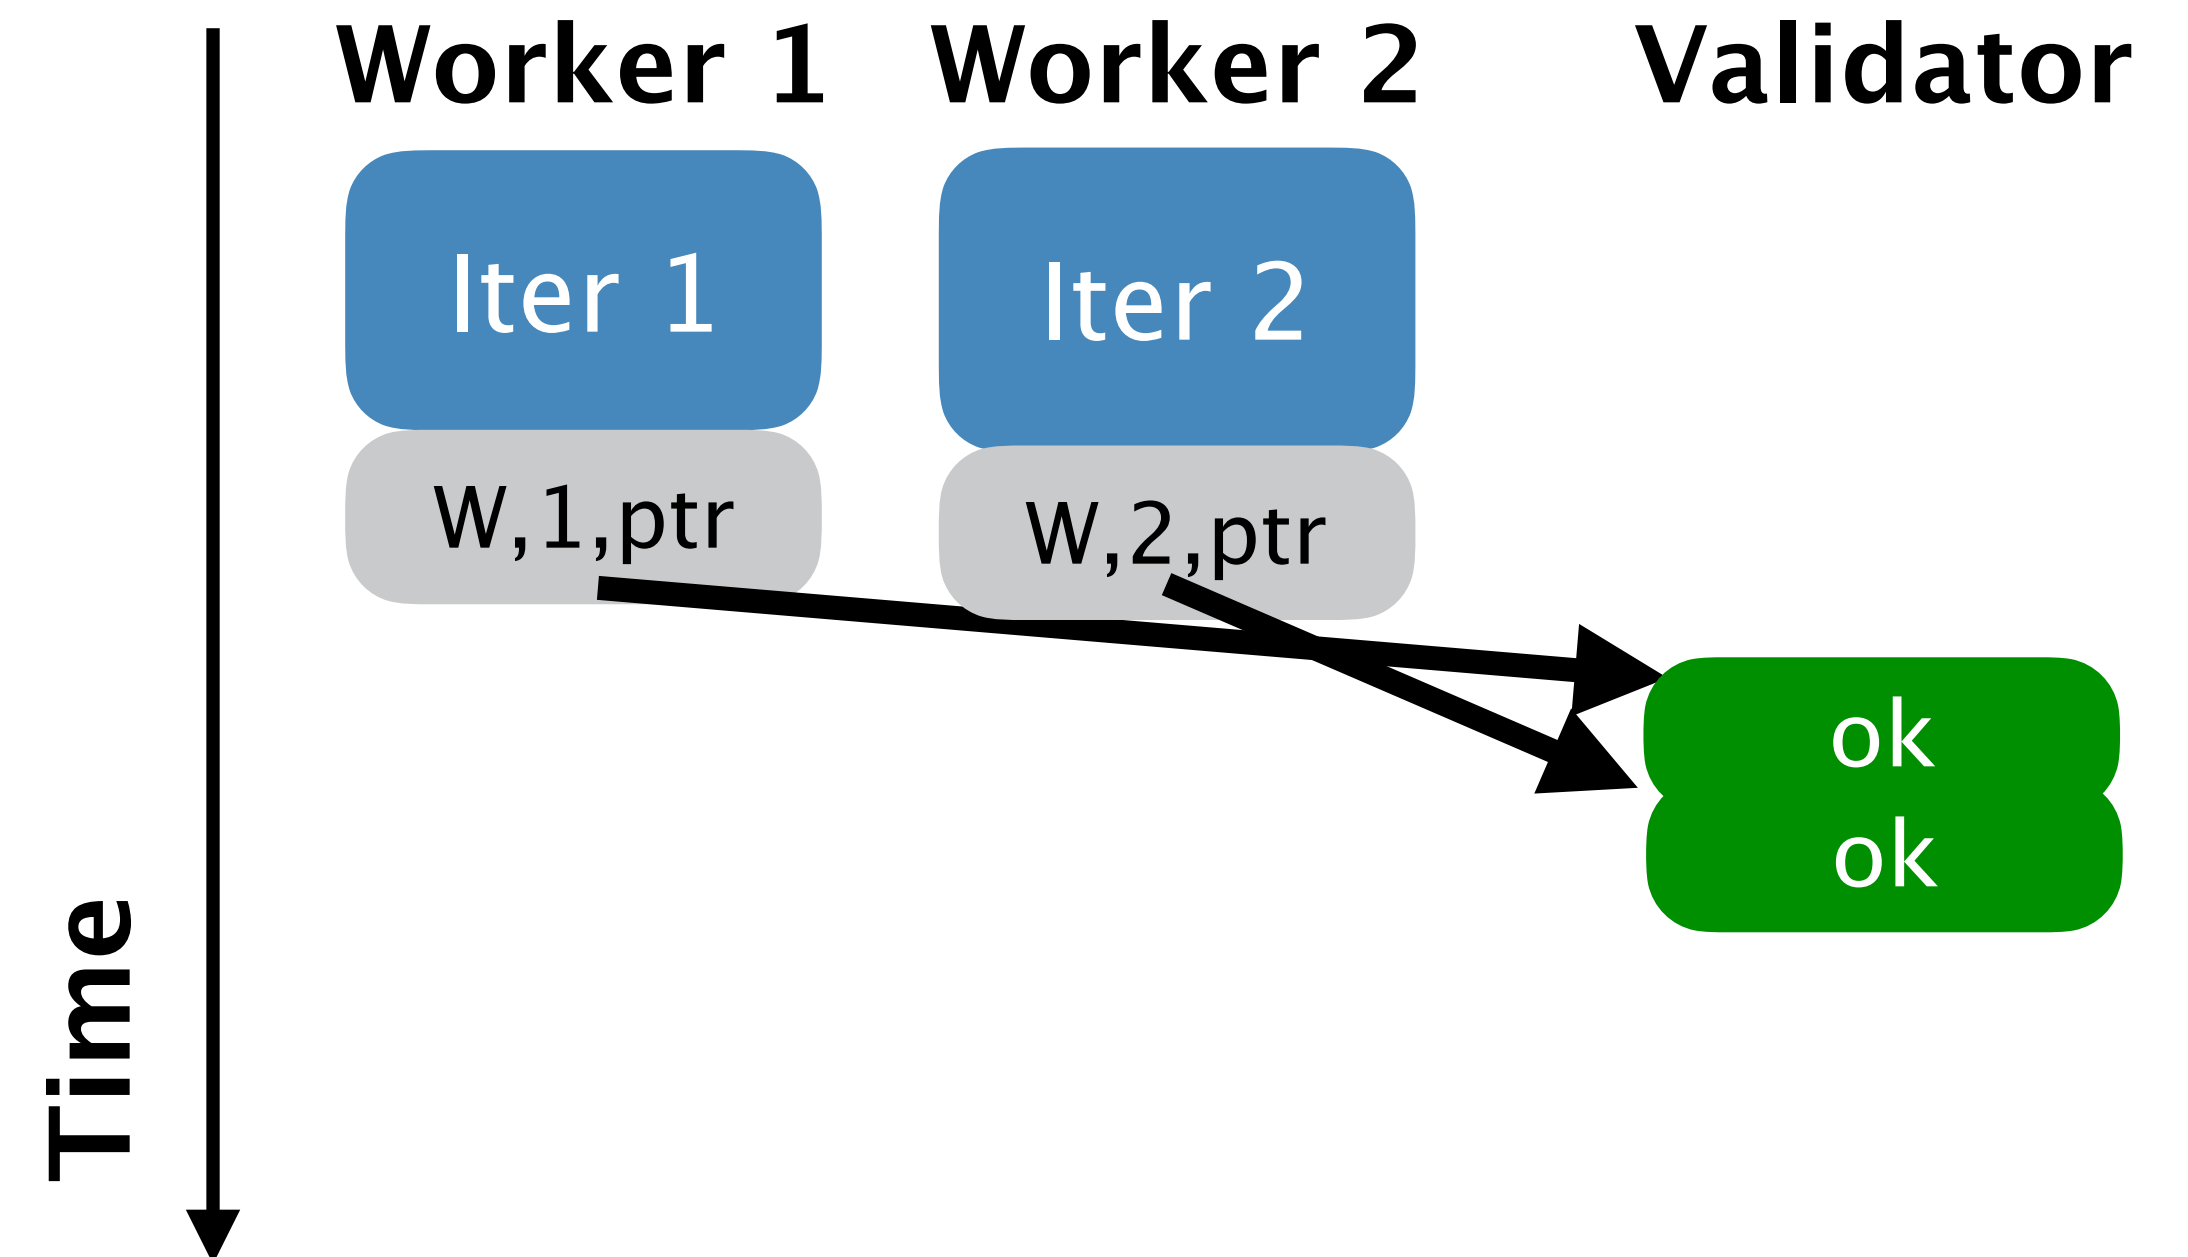 Worker 1 Worker 2 Validator
Iter 1 Iter 2
W,1,ptr W,2,ptr
ok
ok
Time